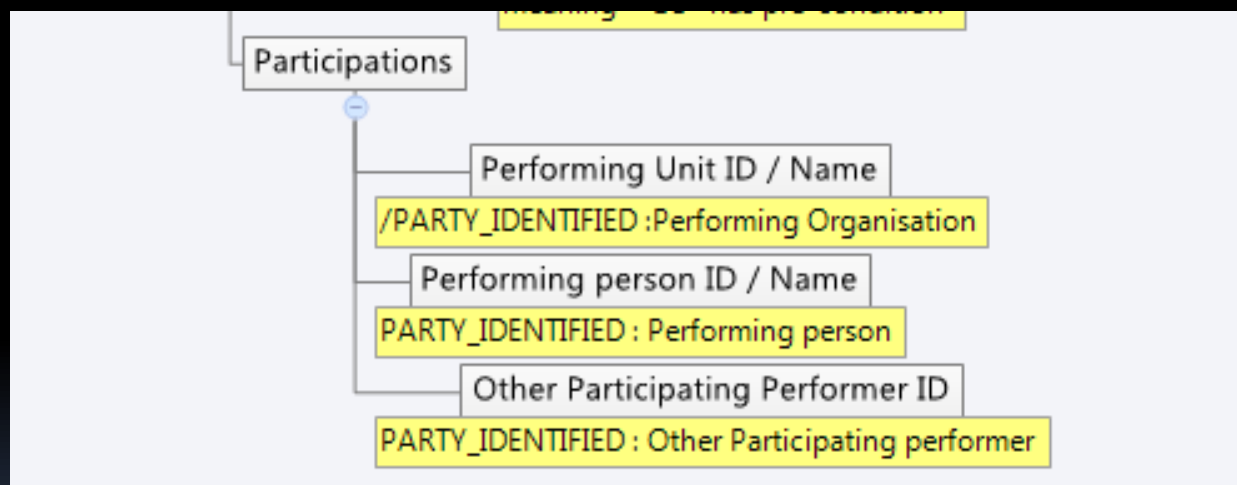 Participations
Performing Unit ID / Name
/PARTY_IDENTIFIED :Performing Organisation
Performing person ID / Name
PARTY_IDENTIFIED : Performing person
Other Participating Performer ID
PARTY_IDENTIFIED : Other Participating performer